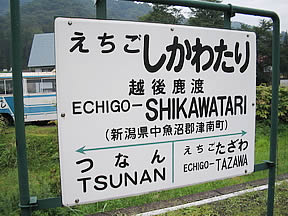 えちごしかわたり
越後鹿渡
ECHIGO-SHIKAWATARI
(新潟県中魚沼郡津南町)
つなん
TSUNAN
えちごたざわ
ECHIGO-TAZAWA